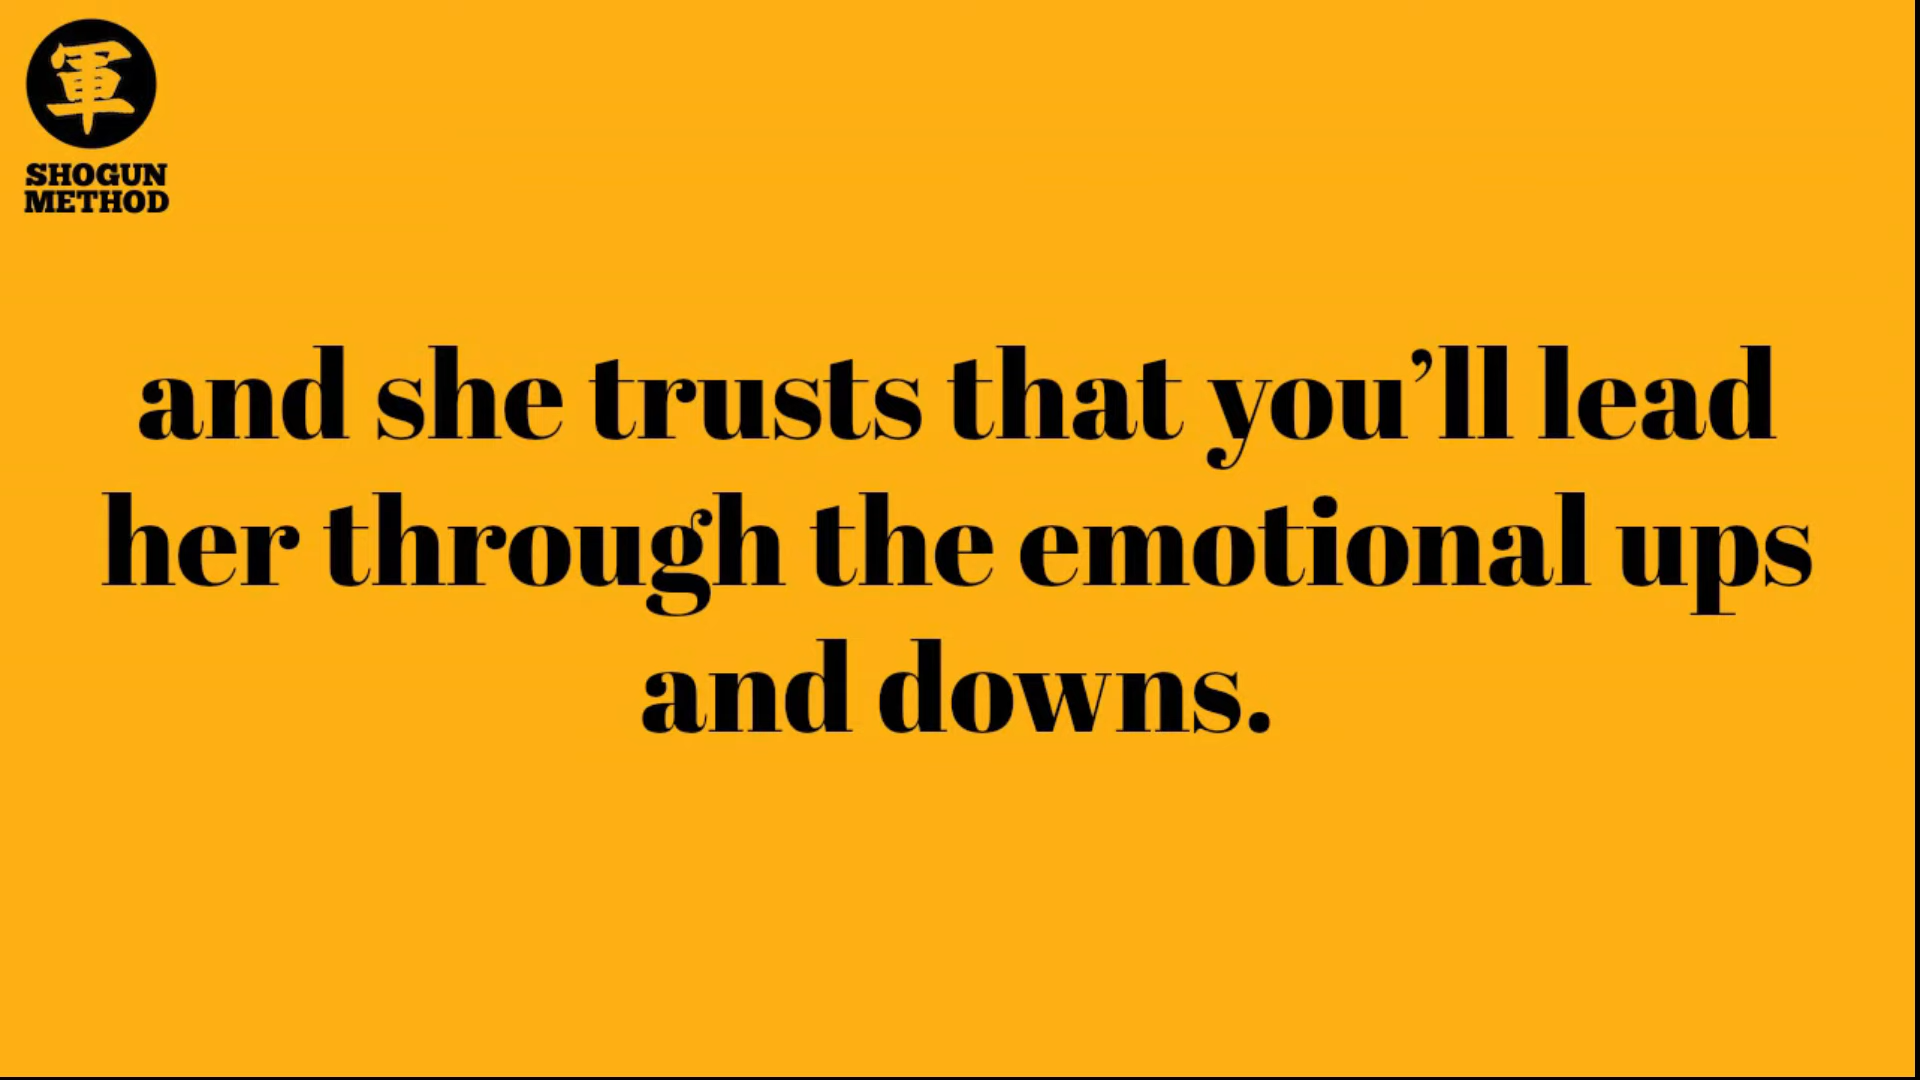 軍
SHOGUN
METHOD
and she trusts that you’ll lead
her through the emotional ups
and downs.